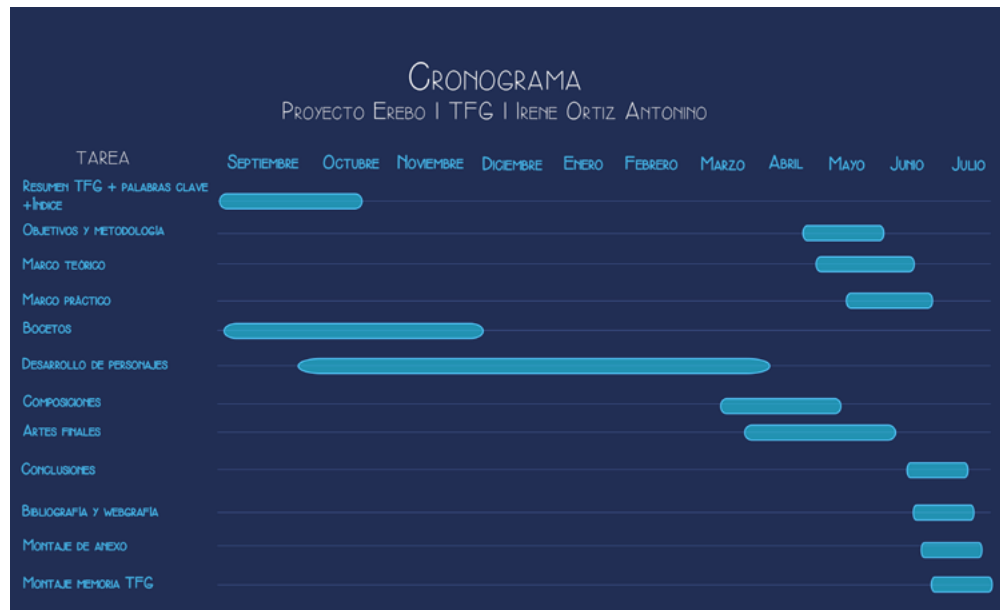 Cronograma
Proyecto Erebo | TFG | Irene Ortiz Antonino
TAREA
Septiembre Octubre Noviembre Diciembre Enero Febrero Marzo Abril Mayo Junio Julio
Resumen TFG + palabras clave
+Índice
Objetivos y metodología
Marco teórico
Marco práctico
Bocetos
Desarrollo de personajes
Composiciones
Artes finales
Conclusiones
Bibliografía y webgrafía
Montaje de anexo
Montaje memoria TFG